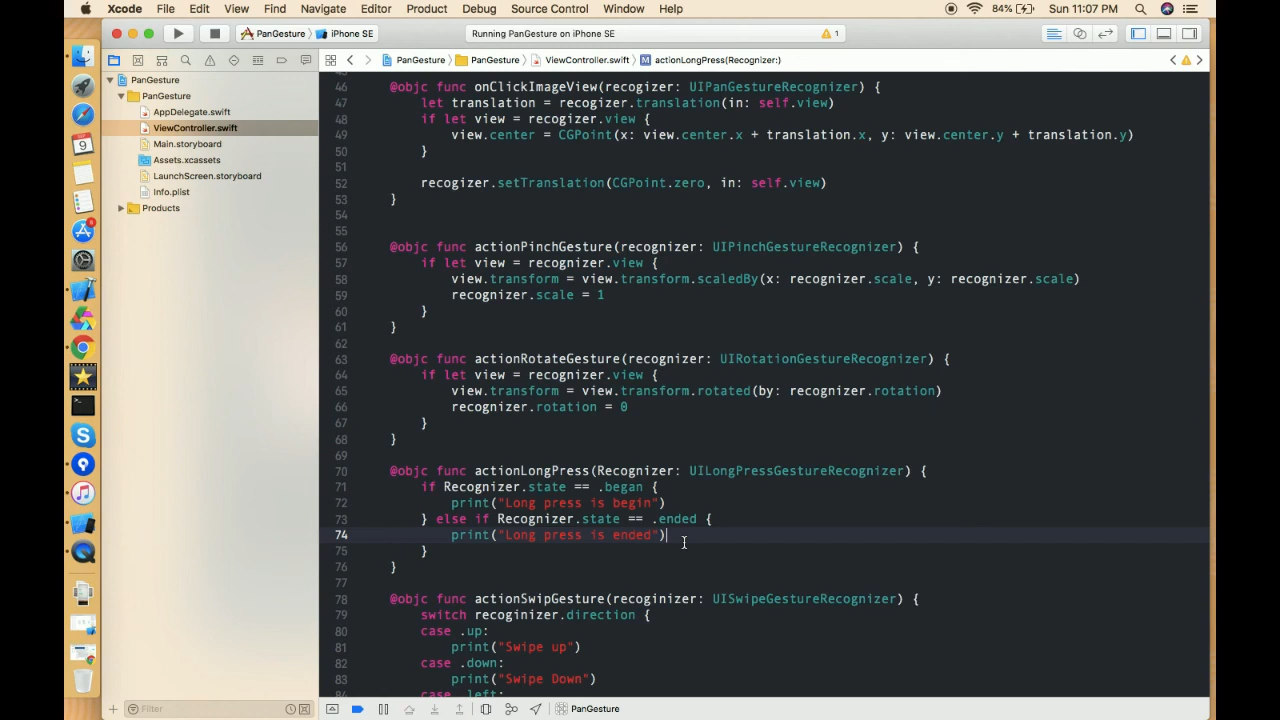 Xcode File Edit View Find Navigate Editor Product Debug Source Control Window Help 84% Sun 11:07 PM
PanGesture iPhone SE Running PanGesture on iPhone SE 1
PanGesture PanGesture ViewController.swift M actionLongPress(Recognizer:)
PanGesture
PanGesture
AppDelegate.swift
ViewController.swift
Main.storyboard
Assets.xcassets
LaunchScreen.storyboard
Info.plist
Products
46 @objc func onClickImageView(recogizer: UIPanGestureRecognizer) {
47 let translation = recogizer.translation(in: self.view)
48 if let view = recogizer.view {
49 view.center = CGPoint(x: view.center.x + translation.x, y: view.center.y + translation.y)
50 }
51
52 recogizer.setTranslation(CGPoint.zero, in: self.view)
53 }
54
55
56 @objc func actionPinchGesture(recognizer: UIPinchGestureRecognizer) {
57 if let view = recognizer.view {
58 view.transform = view.transform.scaledBy(x: recognizer.scale, y: recognizer.scale)
59 recognizer.scale = 1
60 }
61 }
62
63 @objc func actionRotateGesture(recognizer: UIRotationGestureRecognizer) {
64 if let view = recognizer.view {
65 view.transform = view.transform.rotated(by: recognizer.rotation)
66 recognizer.rotation = 0
67 }
68 }
69
70 @objc func actionLongPress(Recognizer: UILongPressGestureRecognizer) {
71 if Recognizer.state == .began {
72 print("Long press is begin")
73 } else if Recognizer.state == .ended {
74 print("Long press is ended")
75 }
76 }
77
78 @objc func actionSwipGesture(recoginizer: UISwipeGestureRecognizer) {
79 switch recoginizer.direction {
80 case .up:
81 print("Swipe up")
82 case .down:
83 print("Swipe Down")
84 case .left:
Filter
PanGesture